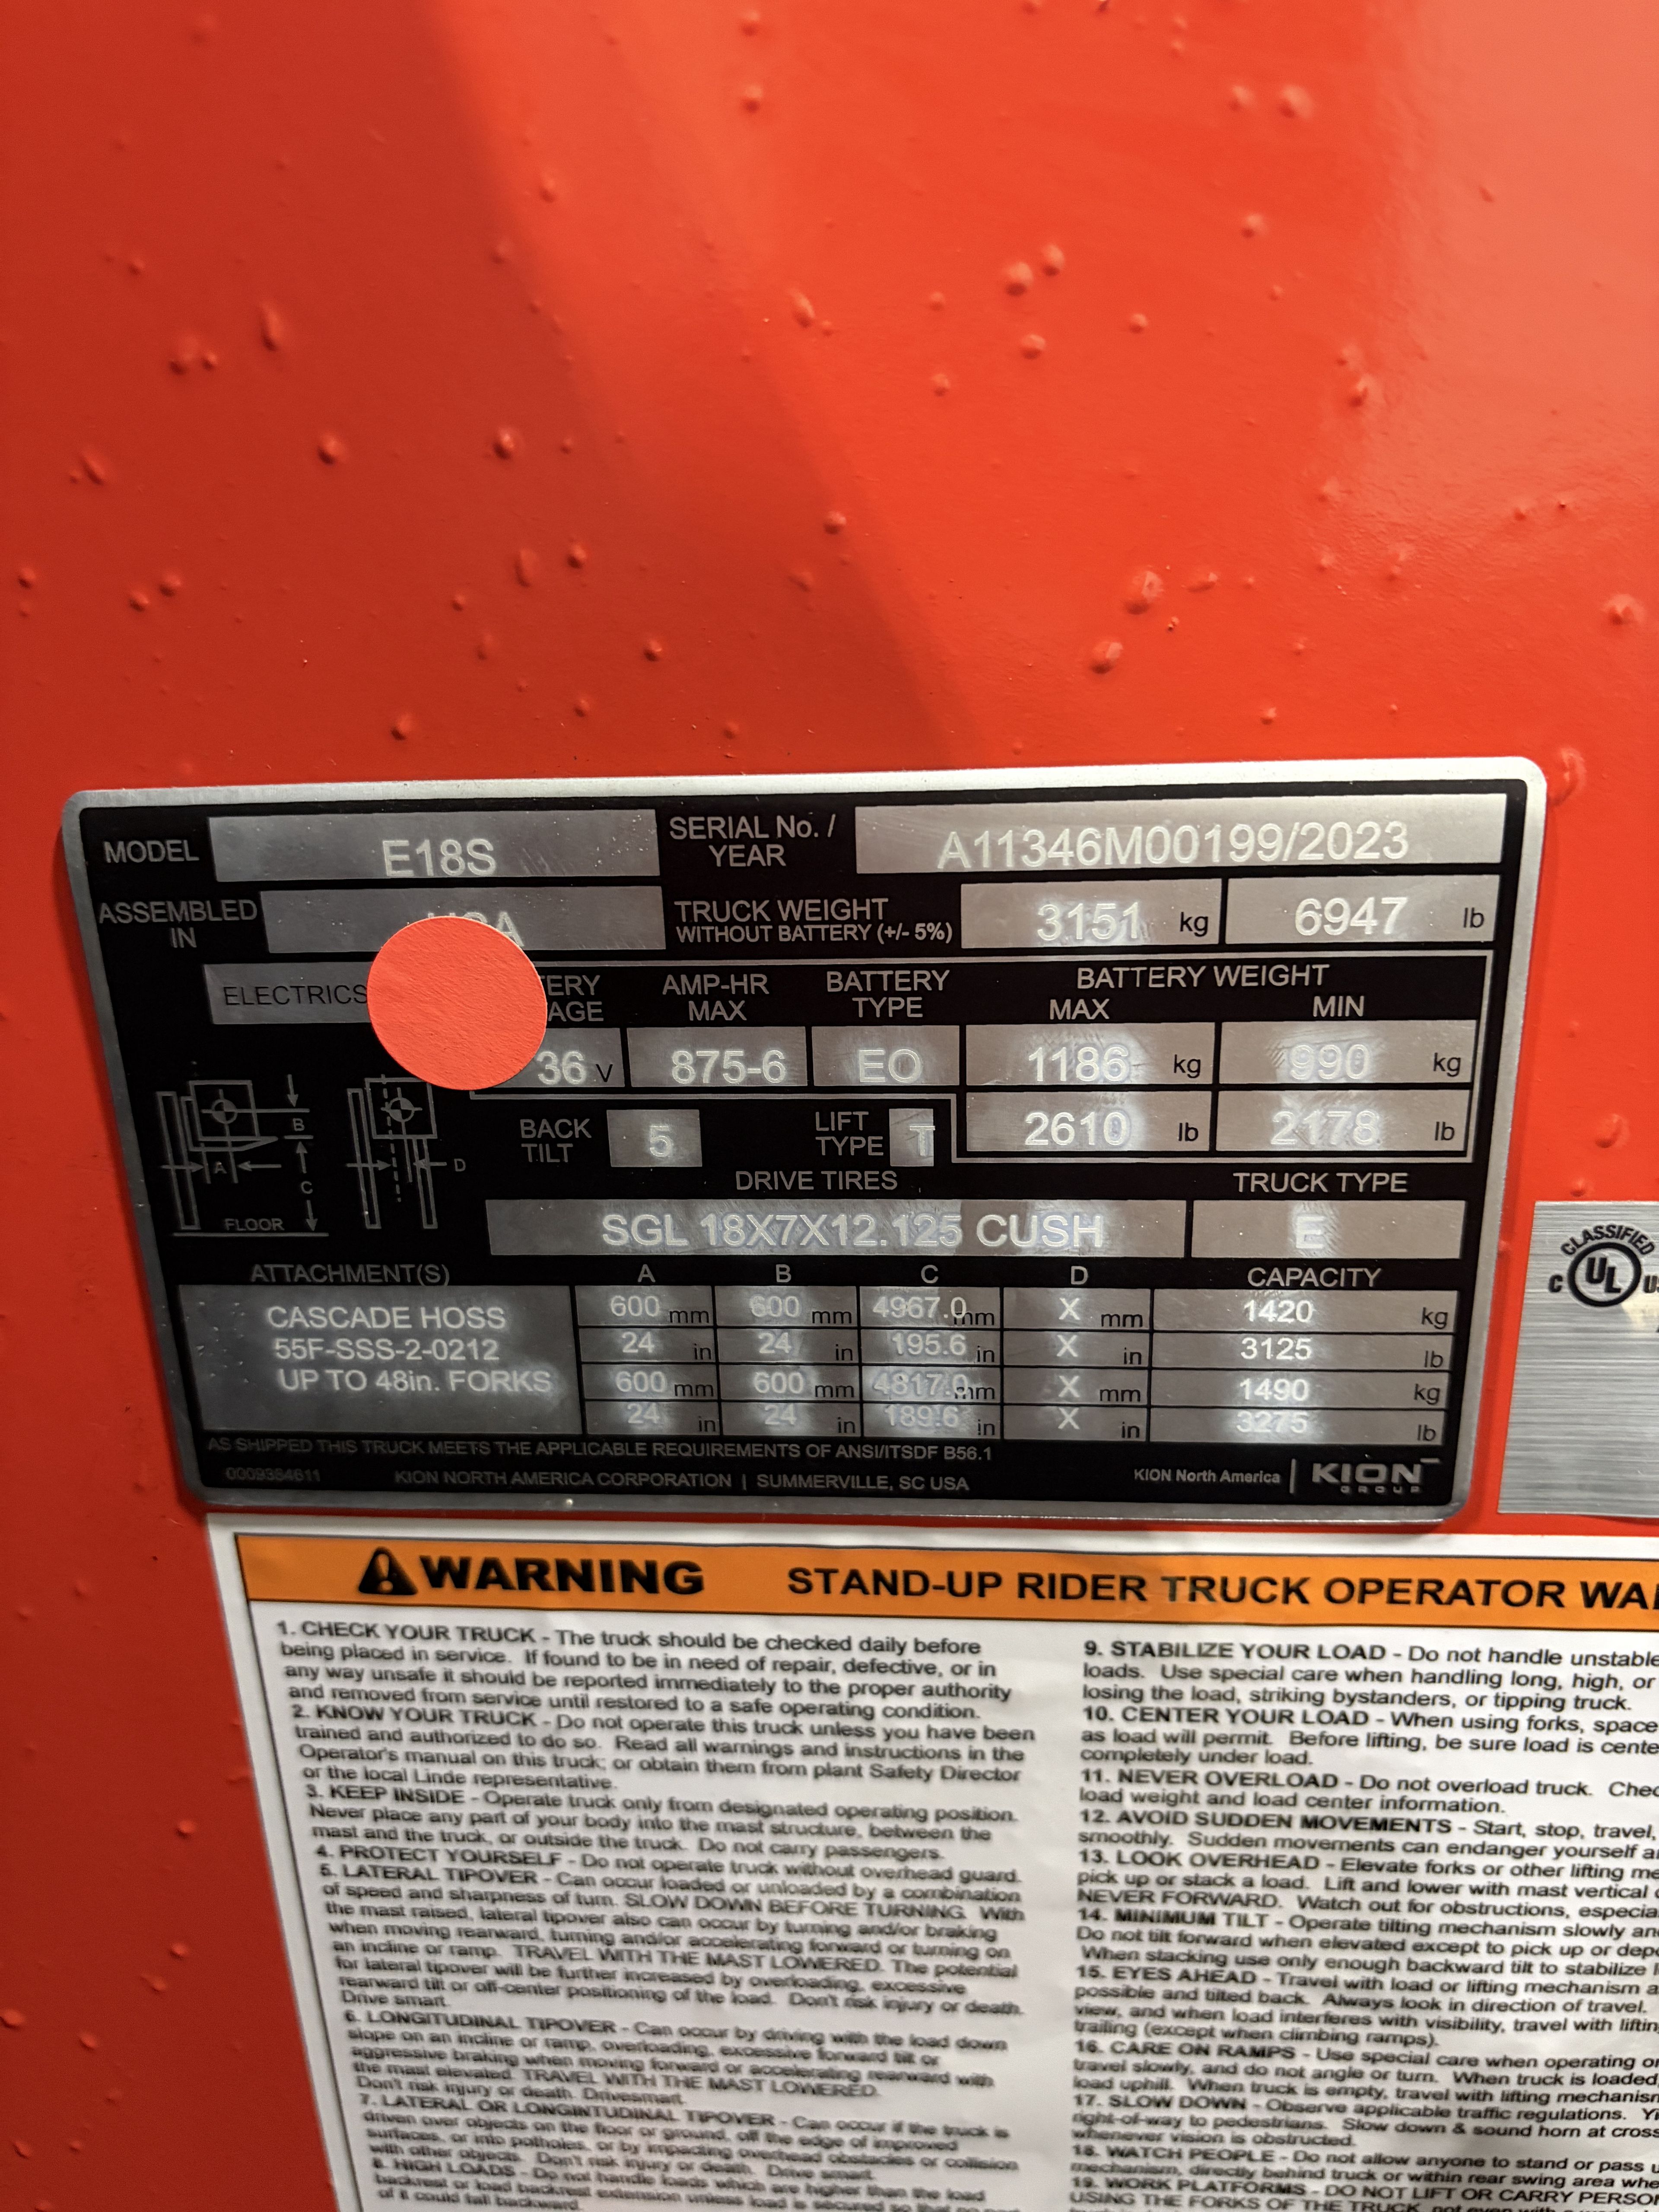 MODEL E18S SERIAL No. / YEAR A11346M00199/2023
ASSEMBLED IN TRUCK WEIGHT WITHOUT BATTERY (+/- 5%) 3151 kg 6947 lb
ELECTRICS AMP-HR MAX BATTERY TYPE BATTERY WEIGHT
MAX MIN
36 V 875-6 EO 1186 kg 990 kg
BACK TILT 5 LIFT TYPE T 2610 lb 2178 lb
A B C D FLOOR
DRIVE TIRES TRUCK TYPE
SGL 18X7X12.125 CUSH E
ATTACHMENT(S) A B C D CAPACITY
CASCADE HOSS
55F-SSS-2-0212
UP TO 48in. FORKS
600 mm 600 mm 4967.0 mm X mm 1420 kg
24 in 24 in 195.6 in X in 3125 lb
600 mm 600 mm 4817.0 mm X mm 1490 kg
24 in 24 in 189.6 in X in 3275 lb
AS SHIPPED THIS TRUCK MEETS THE APPLICABLE REQUIREMENTS OF ANSI/ITSDF B56.1
KION NORTH AMERICA CORPORATION | SUMMERVILLE, SC USA KION North America | KION GROUP
CLASSIFIED
C UL
WARNING STAND-UP RIDER TRUCK OPERATOR
1. CHECK YOUR TRUCK - The truck should be checked daily before
being placed in service. If found to be in need of repair, defective, or in
any way unsafe it should be reported immediately to the proper authority
and removed from service until restored to a safe operating condition.
2. KNOW YOUR TRUCK - Do not operate this truck unless you have been
trained and authorized to do so. Read all warnings and instructions in the
Operator's manual on this truck; or obtain them from plant Safety Director
or the local Linde representative.
3. KEEP INSIDE - Operate truck only from designated operating position.
Never place any part of your body into the mast structure, between the
mast and the truck, or outside the truck. Do not carry passengers.
4. PROTECT YOURSELF - Do not operate truck without overhead guard.
5. LATERAL TIPOVER - Can occur loaded or unloaded by a combination
of speed and sharpness of turn. SLOW DOWN BEFORE TURNING. With
the mast raised, lateral tipover also can occur by turning and/or braking
when moving rearward, turning and/or accelerating forward or turning on
an incline or ramp. TRAVEL WITH THE MAST LOWERED. The potential
for lateral tipover will be further increased by overloading, excessive
rearward tilt or off-center positioning of the load. Don't risk injury or death.
Drive smart.
6. LONGITUDINAL TIPOVER - Can occur by driving with the load down
slope on an incline or ramp, overloading, excessive forward tilt or
aggressive braking when moving forward or accelerating rearward with
the mast elevated. TRAVEL WITH THE MAST LOWERED.
Don't risk injury or death. Drivesmart.
7. LATERAL OR LONGINTUDINAL TIPOVER - Can occur if the truck is
driven over objects on the floor or ground, off the edge of improved
surfaces, or into potholes, or by impacting overhead obstacles or collision
with other objects. Don't risk injury or death. Drive smart.
8. HIGH LOADS - Do not handle loads which are higher than the load
backrest or load backrest extension unless load is secured so that no part
of it could fall backward.
9. STABILIZE YOUR LOAD - Do not handle unstable
loads. Use special care when handling long, high, or
losing the load, striking bystanders, or tipping truck.
10. CENTER YOUR LOAD - When using forks, space
as load will permit. Before lifting, be sure load is
completely under load.
11. NEVER OVERLOAD - Do not overload truck.
load weight and load center information.
12. AVOID SUDDEN MOVEMENTS - Start, stop, travel,
smoothly. Sudden movements can endanger yourself
13. LOOK OVERHEAD - Elevate forks or other lifting
pick up or stack a load. Lift and lower with mast vertical
NEVER FORWARD. Watch out for obstructions,
14. MINIMUM TILT - Operate tilting mechanism slowly
Do not tilt forward when elevated except to pick up or
When stacking use only enough backward tilt to stabilize
15. EYES AHEAD - Travel with load or lifting mechanism
possible and tilted back. Always look in direction of travel.
view, and when load interferes with visibility, travel with
trailing (except when climbing ramps).
16. CARE ON RAMPS - Use special care when operating
travel slowly, and do not angle or turn. When truck is loaded,
load uphill. When truck is empty, travel with lifting
17. SLOW DOWN - Observe applicable traffic regulations.
right-of-way to pedestrians. Slow down & sound horn at
whenever vision is obstructed.
18. WATCH PEOPLE - Do not allow anyone to stand or pass
mechanism, directly behind truck or within rear swing area
19. WORK PLATFORMS - DO NOT LIFT OR CARRY
USING THE FORKS OF THE TRUCK,